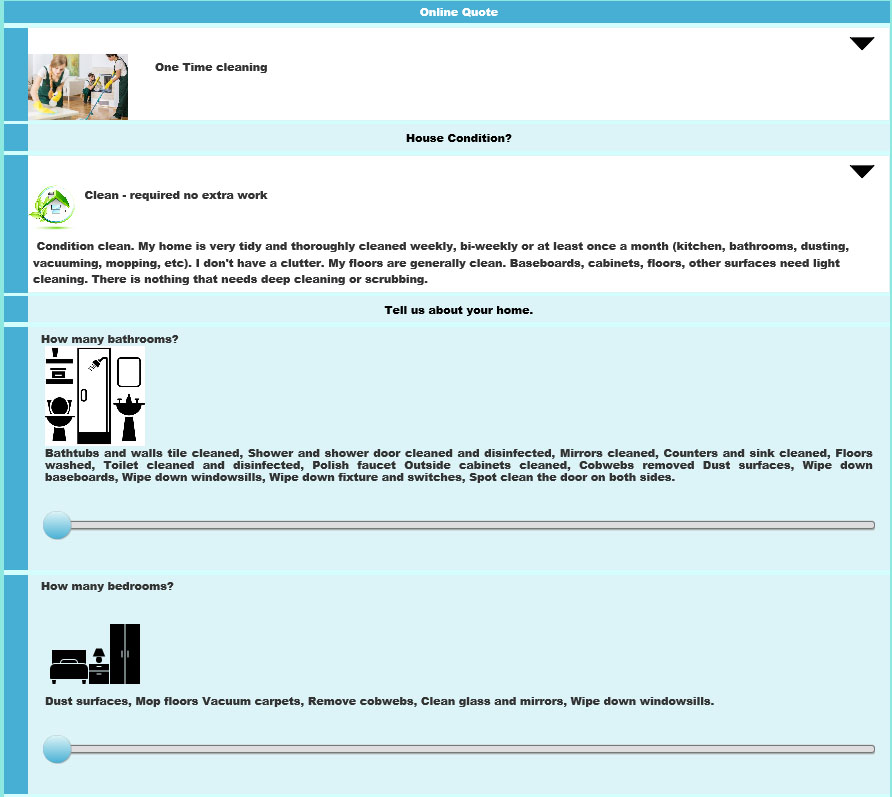 Online Quote
One Time cleaning
House Condition?
Clean - required no extra work
Condition clean. My home is very tidy and thoroughly cleaned weekly, bi-weekly or at least once a month (kitchen, bathrooms, dusting,
vacuuming, mopping, etc). I don't have a clutter. My floors are generally clean. Baseboards, cabinets, floors, other surfaces need light
cleaning. There is nothing that needs deep cleaning or scrubbing.
Tell us about your home.
How many bathrooms?
Bathtubs and walls tile cleaned, Shower and shower door cleaned and disinfected, Mirrors cleaned, Counters and sink cleaned, Floors
washed, Toilet cleaned and disinfected, Polish faucet Outside cabinets cleaned, Cobwebs removed Dust surfaces, Wipe down
baseboards, Wipe down windowsills, Wipe down fixture and switches, Spot clean the door on both sides.
How many bedrooms?
Dust surfaces, Mop floors Vacuum carpets, Remove cobwebs, Clean glass and mirrors, Wipe down windowsills.